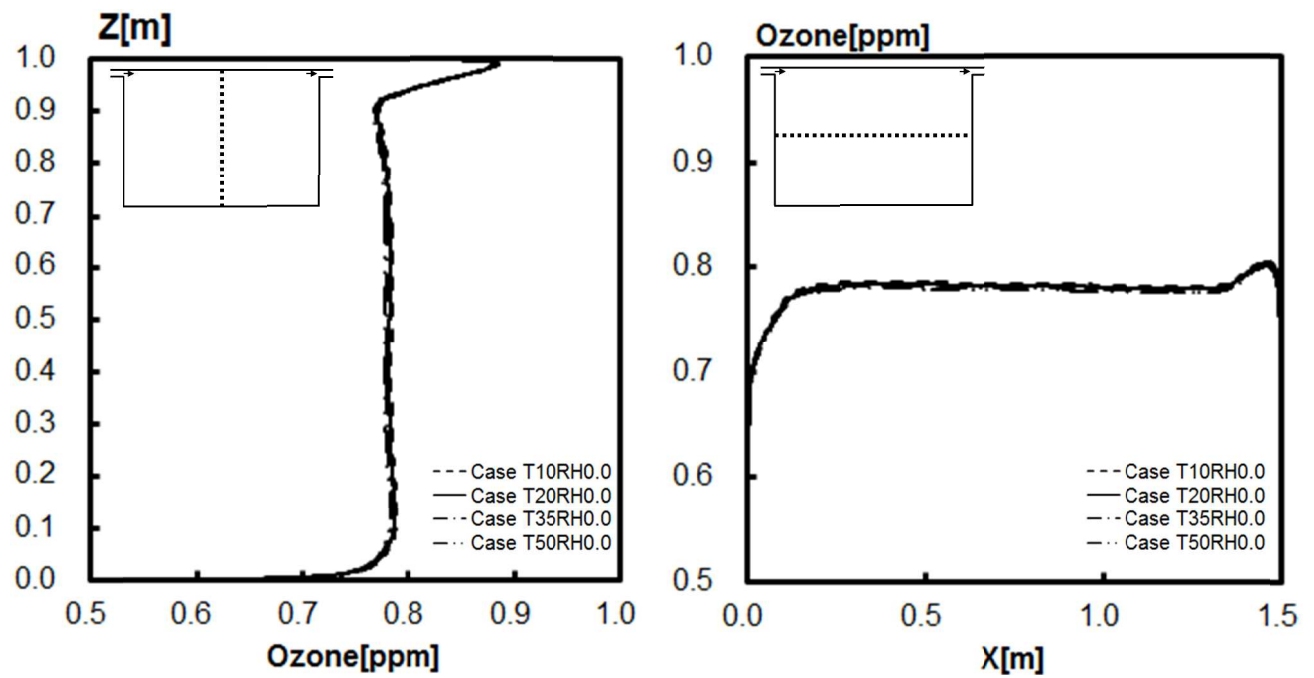 Z[m]
1.0
0.9
0.8
0.7
0.6
0.5
0.4
0.3
0.2
0.1
0.0
Case T10RH0.0
Case T20RH0.0
Case T35RH0.0
Case T50RH0.0
0.5 0.6 0.7 0.8 0.9 1.0
Ozone[ppm]
Ozone[ppm]
1.0
0.9
0.8
0.7
0.6
0.5
Case T10RH0.0
Case T20RH0.0
Case T35RH0.0
Case T50RH0.0
0.0 0.5 1.0 1.5
X[m]